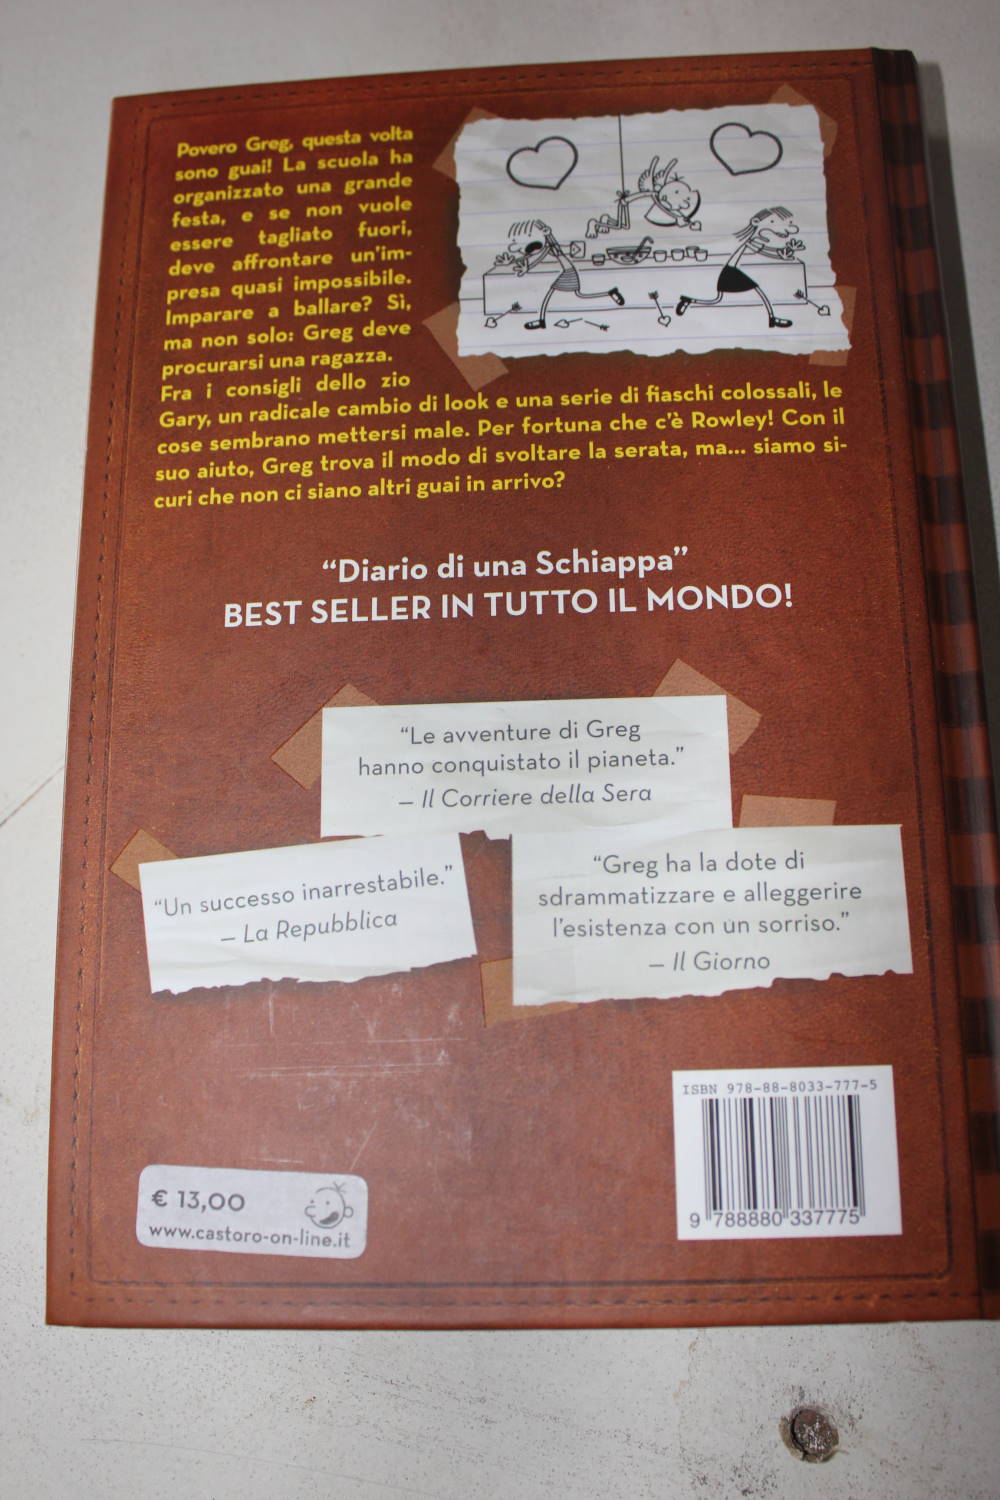 Povero Greg, questa volta
sono guai! La scuola ha
organizzato una grande
festa, e se non vuole
essere tagliato fuori,
deve affrontare un'im-
presa quasi impossibile.
Imparare a ballare? Sì,
ma non solo: Greg deve
procurarsi una ragazza.
Fra i consigli dello zio
Gary, un radicale cambio di look e una serie di fiaschi colossali, le
cose sembrano mettersi male. Per fortuna che c'è Rowley! Con il
suo aiuto, Greg trova il modo di svoltare la serata, ma... siamo si-
curi che non ci siano altri guai in arrivo?
“Diario di una Schiappa”
BEST SELLER IN TUTTO IL MONDO!
“Le avventure di Greg
hanno conquistato il pianeta.”
– Il Corriere della Sera
“Un successo inarrestabile.”
– La Repubblica
“Greg ha la dote di
sdrammatizzare e alleggerire
l'esistenza con un sorriso.”
– Il Giorno
ISBN 978-88-8033-777-5
9 788880 337775
€ 13,00
www.castoro-on-line.it